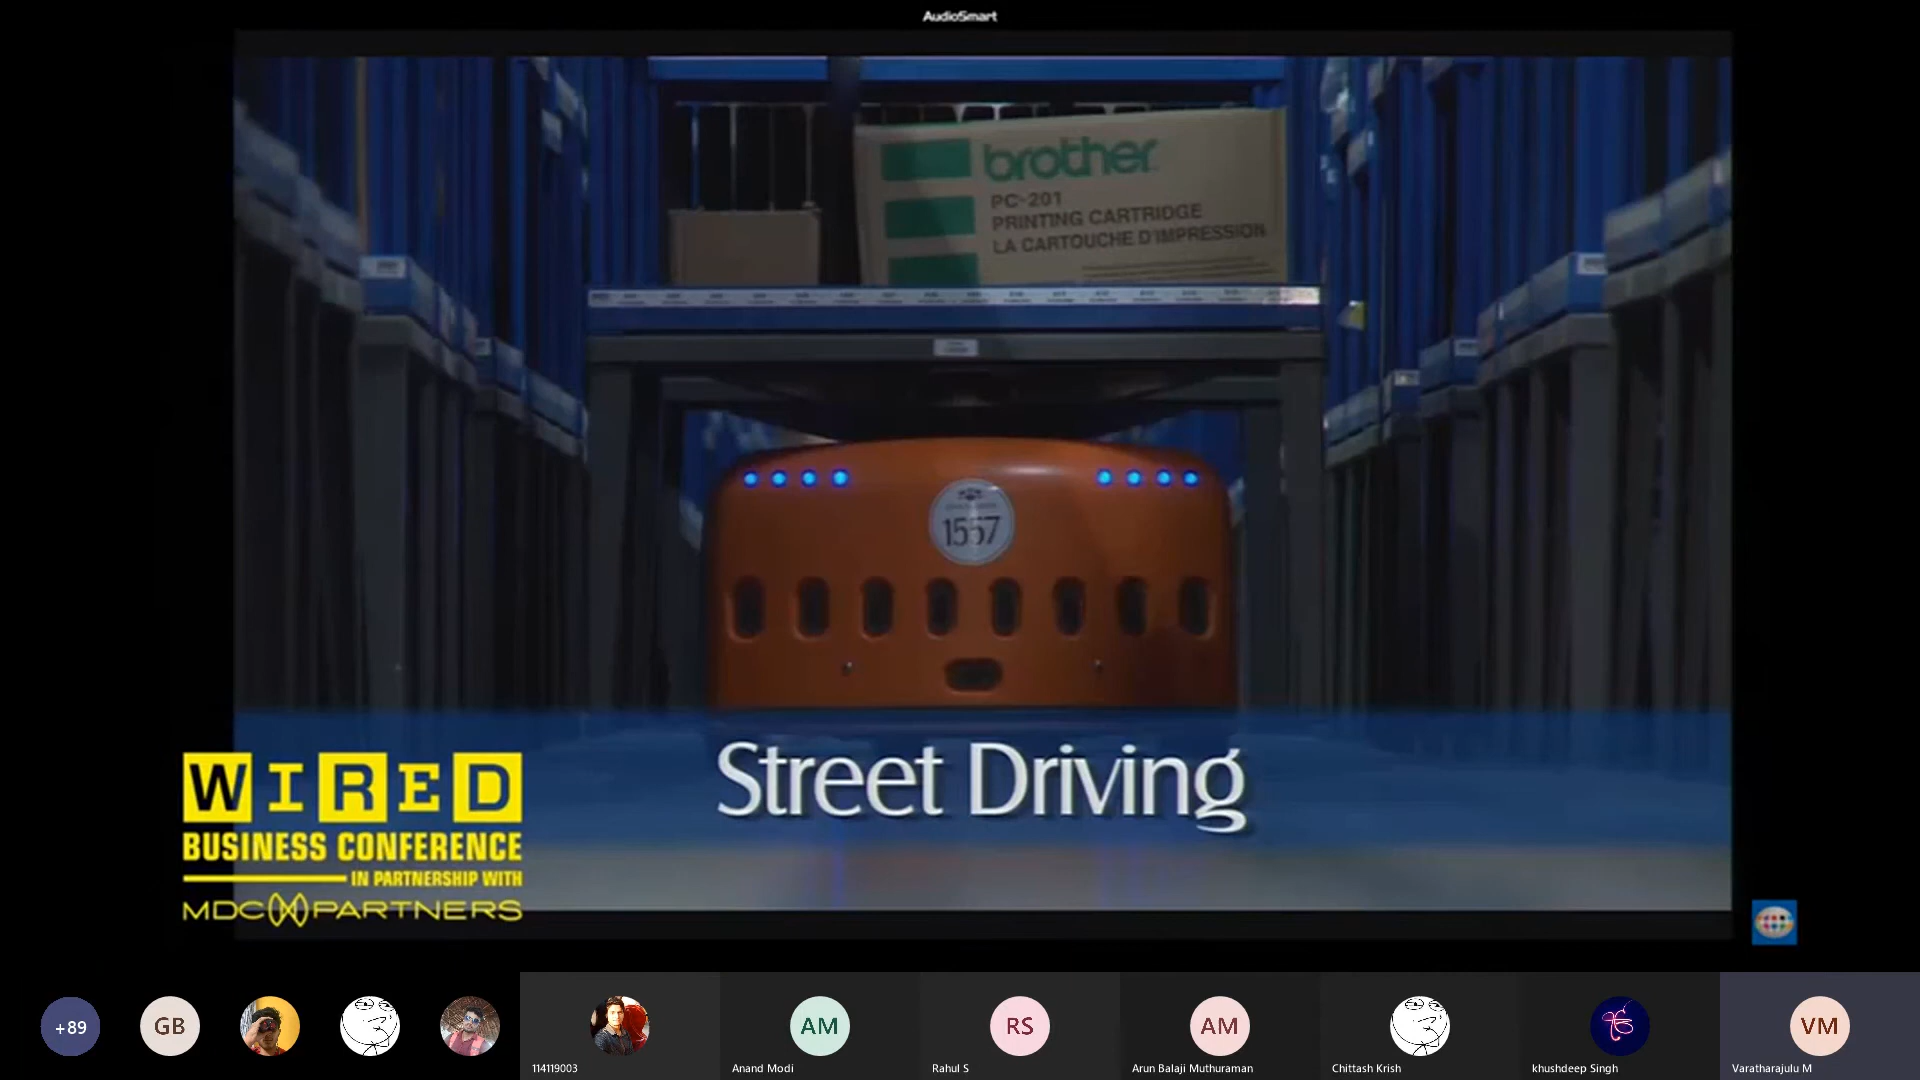 AudioSmart
brother
PC-201
PRINTING CARTRIDGE
LA CARTOUCHE D'IMPRESSION
1557
Street Driving
WIRED
BUSINESS CONFERENCE
IN PARTNERSHIP WITH
MDC PARTNERS
+89
GB
AM
RS
AM
VM
114119003
Anand Modi
Rahul S
Arun Balaji Muthuraman
Chittash Krish
khushdeep Singh
Varatharajulu M